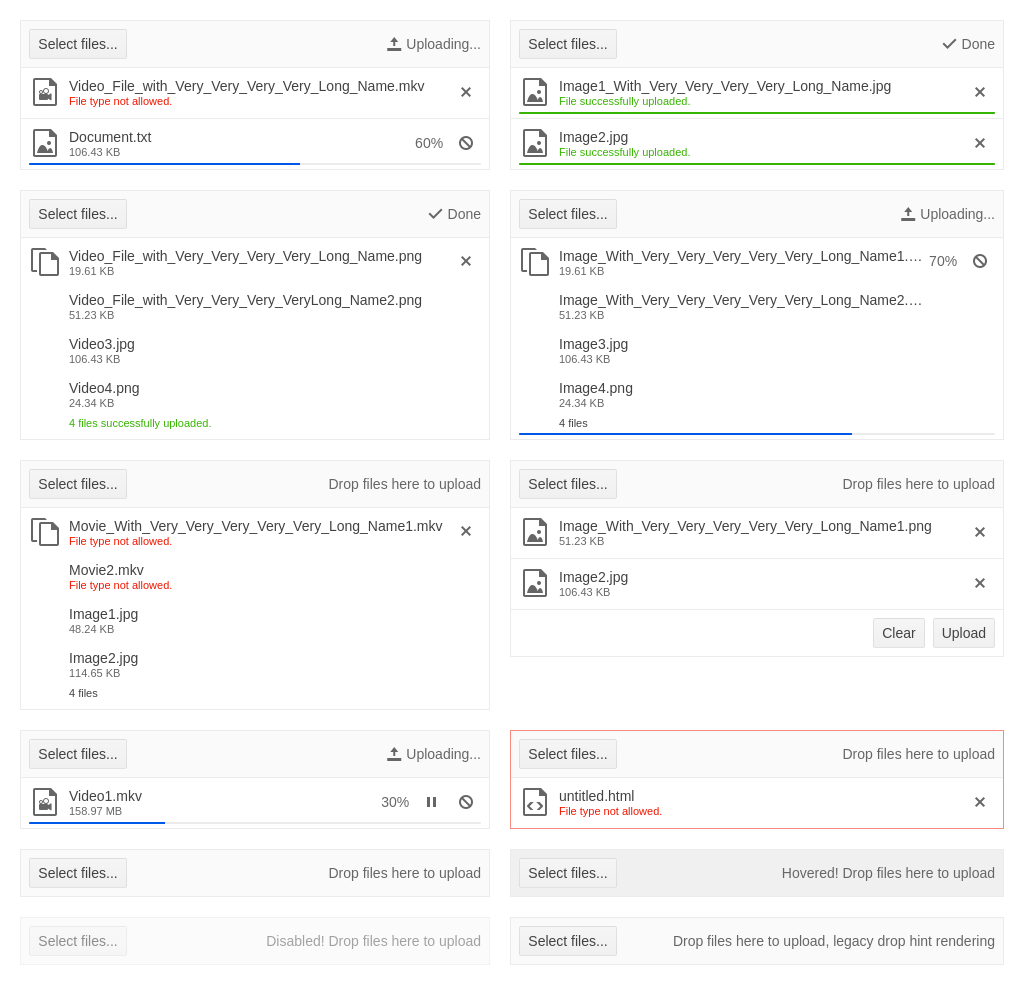 Select files...
Uploading...
Video_File_with_Very_Very_Very_Very_Long_Name.mkv
File type not allowed.
Document.txt
60%
106.43 KB
Select files...
Done
Image1_With_Very_Very_Very_Very_Long_Name.jpg
File successfully uploaded.
Image2.jpg
File successfully uploaded.
Select files...
Done
Video_File_with_Very_Very_Very_Very_Long_Name.png
19.61 KB
Video_File_with_Very_Very_Very_VeryLong_Name2.png
51.23 KB
Video3.jpg
106.43 KB
Video4.png
24.34 KB
4 files successfully uploaded.
Select files...
Uploading...
Image_With_Very_Very_Very_Very_Very_Long_Name1....
70%
19.61 KB
Image_With_Very_Very_Very_Very_Very_Long_Name2....
51.23 KB
Image3.jpg
106.43 KB
Image4.png
24.34 KB
4 files
Select files...
Drop files here to upload
Movie_With_Very_Very_Very_Very_Very_Long_Name1.mkv
File type not allowed.
Movie2.mkv
File type not allowed.
Image1.jpg
48.24 KB
Image2.jpg
114.65 KB
4 files
Select files...
Drop files here to upload
Image_With_Very_Very_Very_Very_Very_Long_Name1.png
51.23 KB
Image2.jpg
106.43 KB
Clear
Upload
Select files...
Uploading...
Video1.mkv
30%
158.97 MB
Select files...
Drop files here to upload
untitled.html
File type not allowed.
Select files...
Drop files here to upload
Select files...
Hovered! Drop files here to upload
Select files...
Disabled! Drop files here to upload
Select files...
Drop files here to upload, legacy drop hint rendering